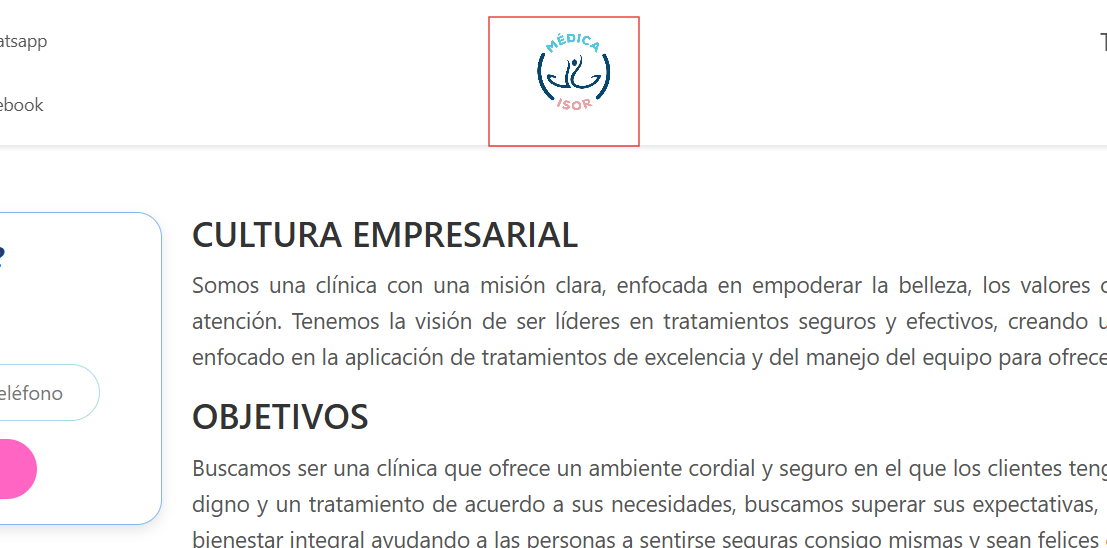 atsapp
MÉDICA
ISOR
ebook
CULTURA EMPRESARIAL
Somos una clínica con una misión clara, enfocada en empoderar la belleza, los valores
atención. Tenemos la visión de ser líderes en tratamientos seguros y efectivos, creando
enfocado en la aplicación de tratamientos de excelencia y del manejo del equipo para ofrece
eléfono
OBJETIVOS
Buscamos ser una clínica que ofrece un ambiente cordial y seguro en el que los clientes teng
digno y un tratamiento de acuerdo a sus necesidades, buscamos superar sus expectativas,
bienestar integral ayudando a las personas a sentirse seguras consigo mismas y sean felices